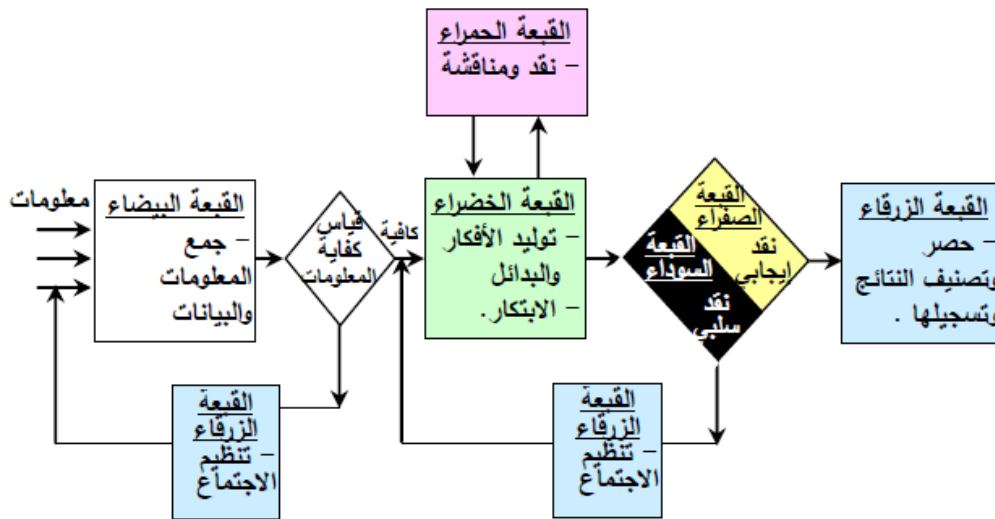 القبعة الحمراء
– نقد ومناقشة
معلومات
القبعة البيضاء
– جمع
المعلومات
والبيانات
قياس
كفاية
المعلومات
كافية
القبعة الخضراء
– توليد الأفكار
والبدائل
– الابتكار.
القبعة
الصفراء
نقد
إيجابي
القبعة
السوداء
نقد
سلبي
القبعة الزرقاء
– حصر
وتصنيف النتائج
وتسجيلها .
القبعة
الزرقاء
– تنظيم
الاجتماع
القبعة
الزرقاء
– تنظيم
الاجتماع